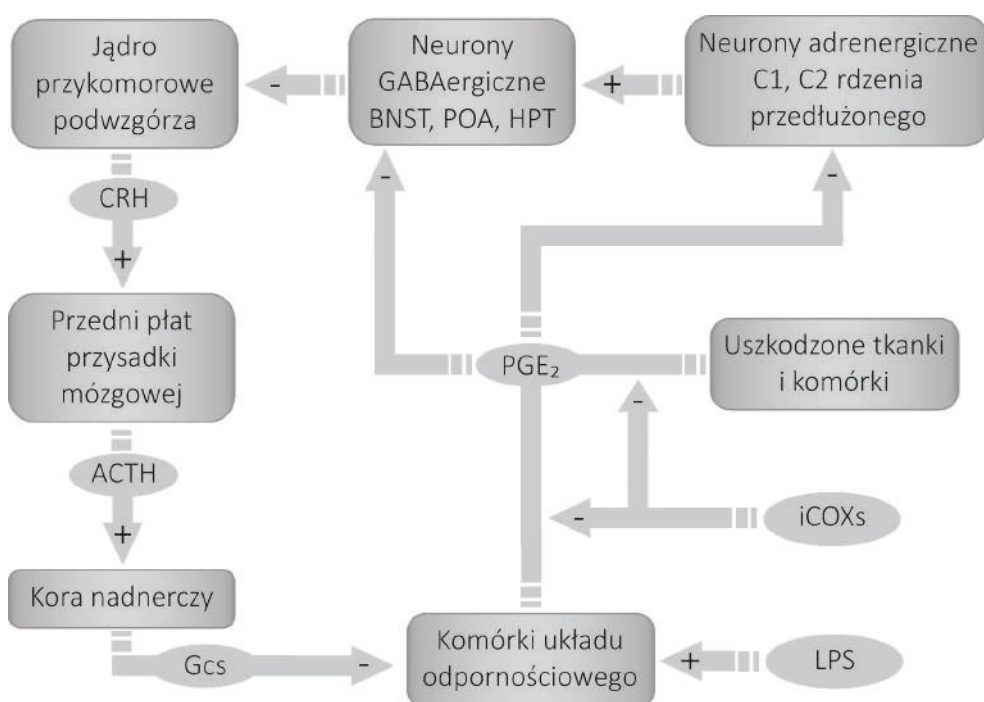 Jądro
przykomorowe
podwzgórza
-
Neurony
GABAergiczne
BNST, POA, HPT
+
Neurony adrenergiczne
C1, C2 rdzenia
przedłużonego
CRH
+
-
-
Przedni płat
przysadki
mózgowej
PGE₂
Uszkodzone tkanki
i komórki
-
ACTH
+
-
iCOXs
Kora nadnerczy
Gcs
-
Komórki układu
odpornościowego
+
LPS